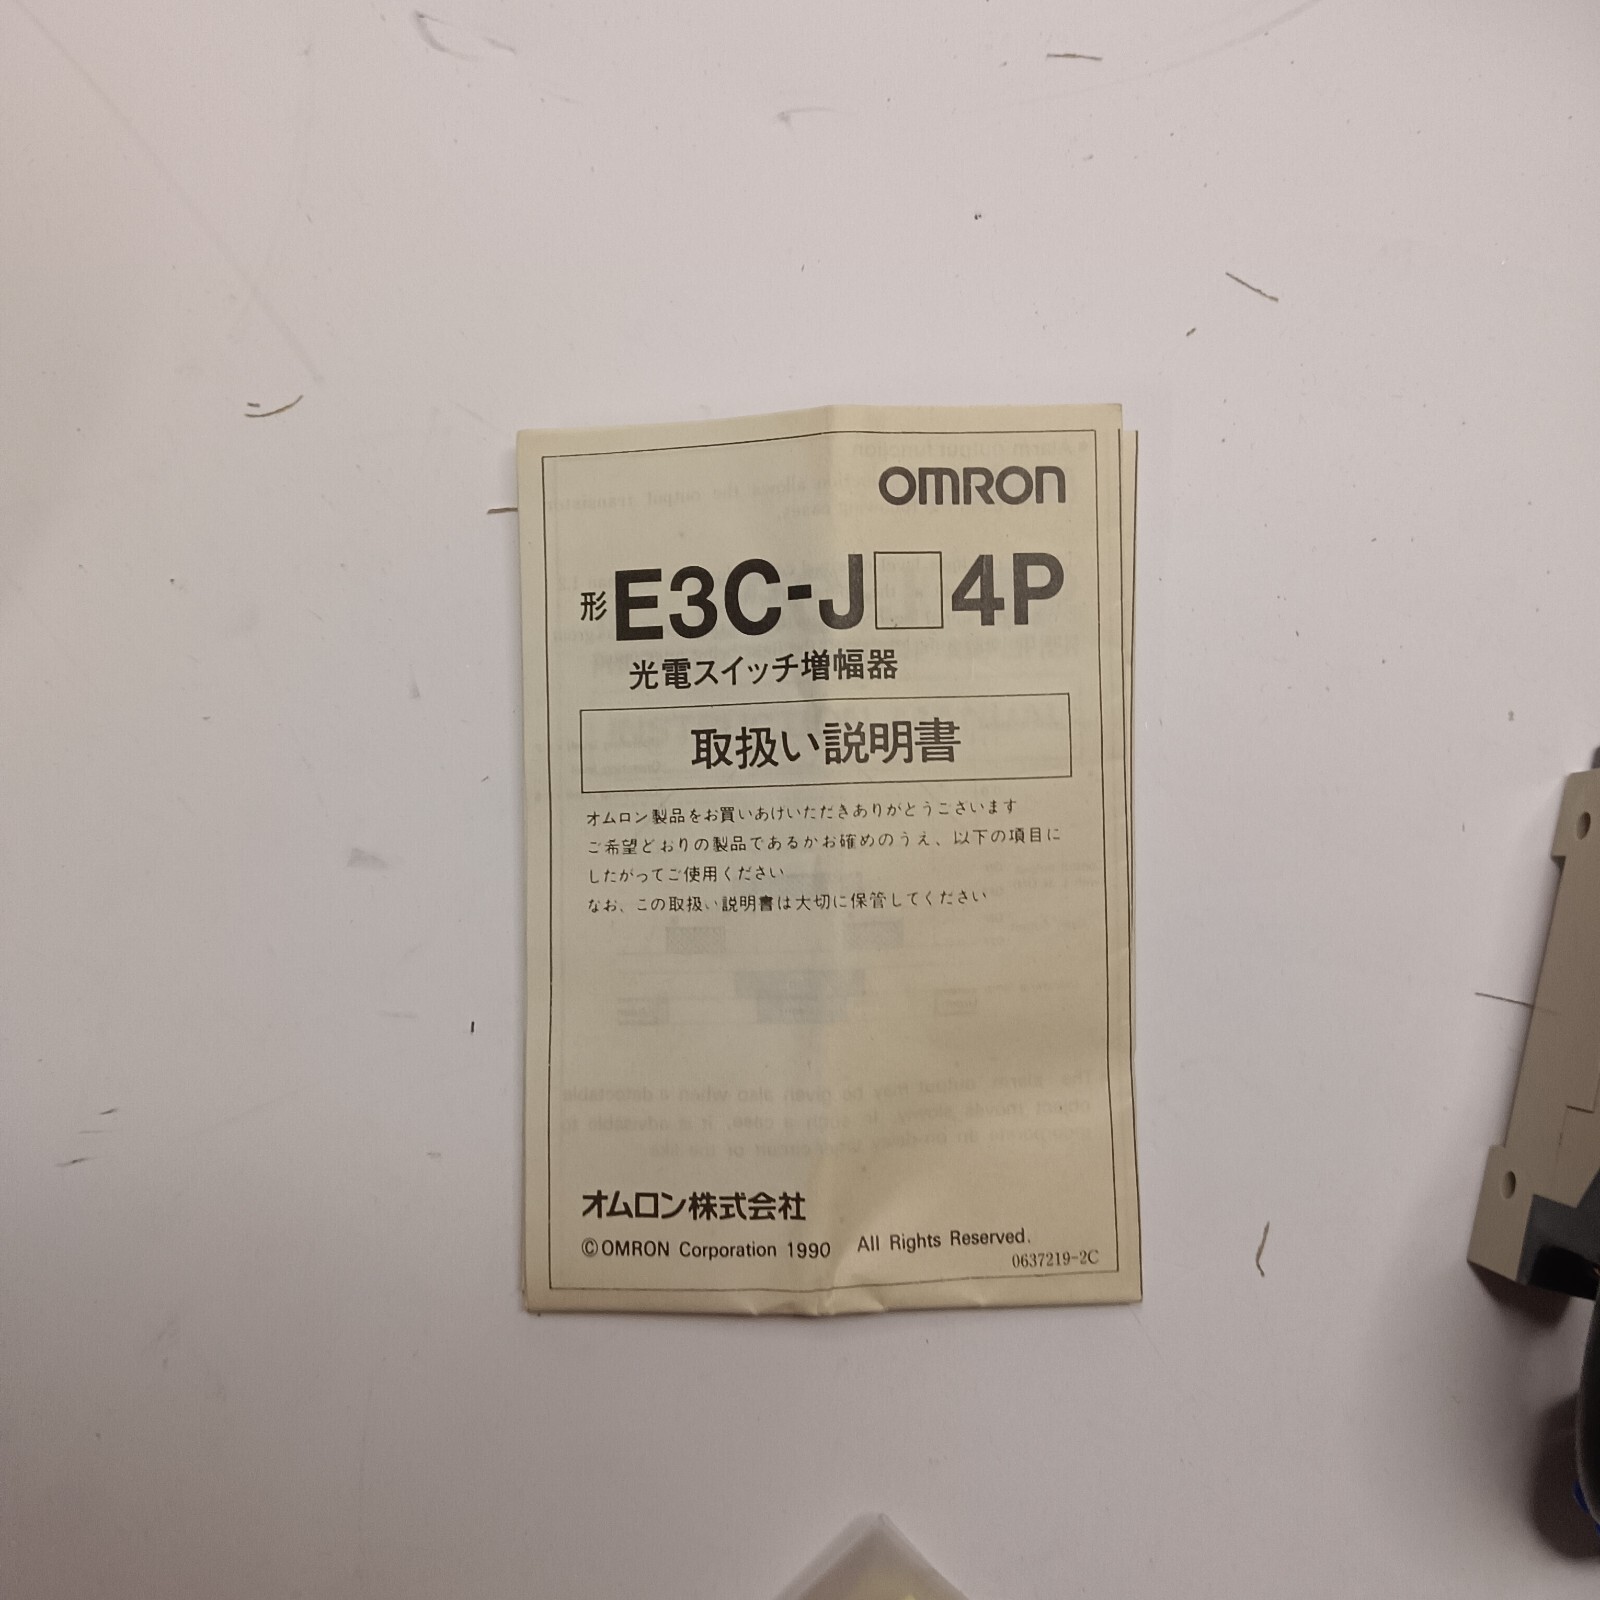 OMRON
形E3C-J□4P
光電スイッチ増幅器
取扱い説明書
オムロン製品をお買いあげいただきありがとうございます
ご希望どおりの製品であるかお確めのうえ、以下の項目に
したがってご使用ください
なお、この取扱い説明書は大切に保管してください
オムロン株式会社
©OMRON Corporation 1990 All Rights Reserved.
0637219-2C